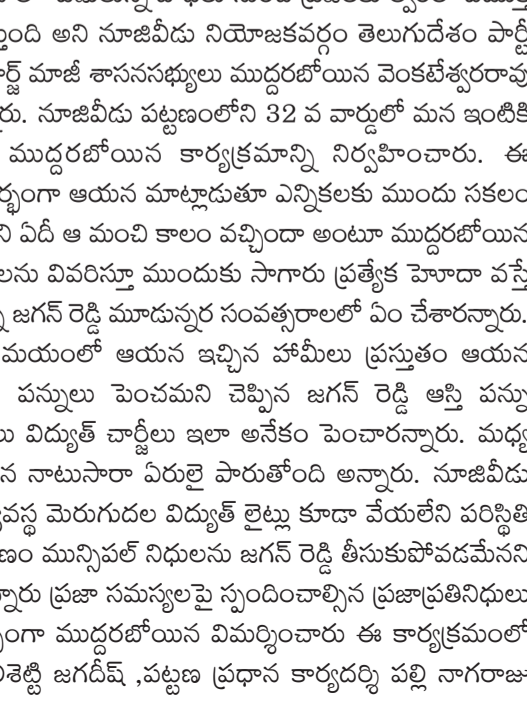 స్తుంది అని నూజివీడు నియోజకవర్గం తెలుగుదేశం పార్టీ
మాజీ శాసనసభ్యులు ముద్దరబోయిన వెంకటేశ్వరరావు
నూజివీడు పట్టణంలోని 32 వ వార్డులో మన ఇంటికి
ముద్దరబోయిన కార్యక్రమాన్ని నిర్వహించారు. ఈ
ర్భంగా ఆయన మాట్లాడుతూ ఎన్నికలకు ముందు సకలం
ని ఏదీ ఆ మంచి కాలం వచ్చిందా అంటూ ముద్దరబోయిన
లను వివరిస్తూ ముందుకు సాగారు ప్రత్యేక హెూదా వస్తే
జగన్ రెడ్డి మూడున్నర సంవత్సరాలలో ఏం చేశారన్నారు.
మయంలో ఆయన ఇచ్చిన హామీలు ప్రస్తుతం ఆయన
పన్నులు పెంచమని చెప్పిన జగన్ రెడ్డి ఆస్తి పన్ను
లు విద్యుత్ చార్జీలు ఇలా అనేకం పెంచారన్నారు. మధ్య
న నాటుసారా ఏరులై పారుతోంది అన్నారు. నూజివీడు
వస్థ మెరుగుదల విద్యుత్ లైట్లు కూడా వేయలేని పరిస్థితి
ణం మున్సిపల్ నిధులను జగన్ రెడ్డి తీసుకుపోవడమేనని
న్నారు ప్రజా సమస్యలపై స్పందించాల్సిన ప్రజాప్రతినిధులు
ంగా ముద్దరబోయిన విమర్శించారు ఈ కార్యక్రమంలో
శెట్టి జగదీష్ ,పట్టణ ప్రధాన కార్యదర్శి పల్లి నాగరాజు